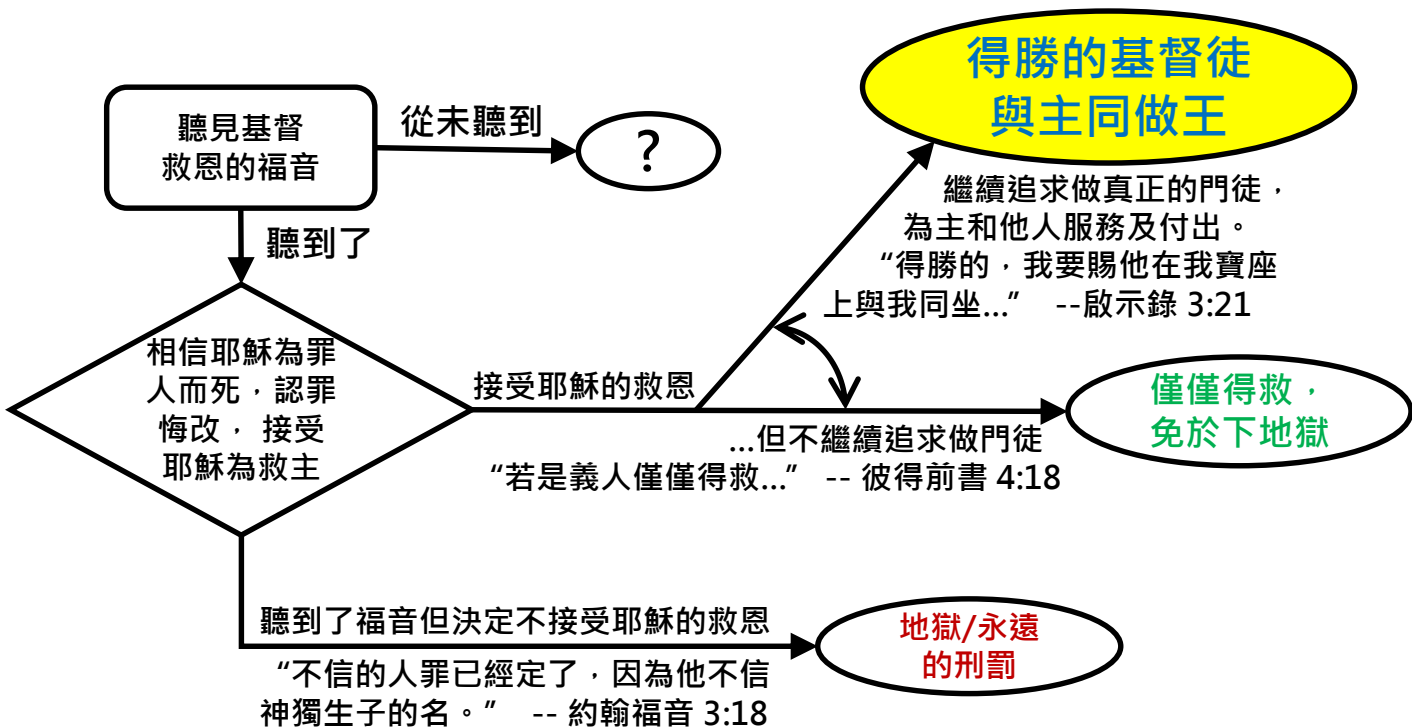 得勝的基督徒
與主同做王
聽見基督
救恩的福音
從未聽到
?
聽到了
繼續追求做真正的門徒，
為主和他人服務及付出。
“得勝的，我要賜他在我寶座
上與我同坐…” --啟示錄 3:21
相信耶穌為罪
人而死，認罪
悔改， 接受
耶穌為救主
接受耶穌的救恩
僅僅得救，
免於下地獄
…但不繼續追求做門徒
“若是義人僅僅得救…” -- 彼得前書 4:18
聽到了福音但決定不接受耶穌的救恩
地獄/永遠
的刑罰
“不信的人罪已經定了，因為他不信
神獨生子的名。” -- 約翰福音 3:18